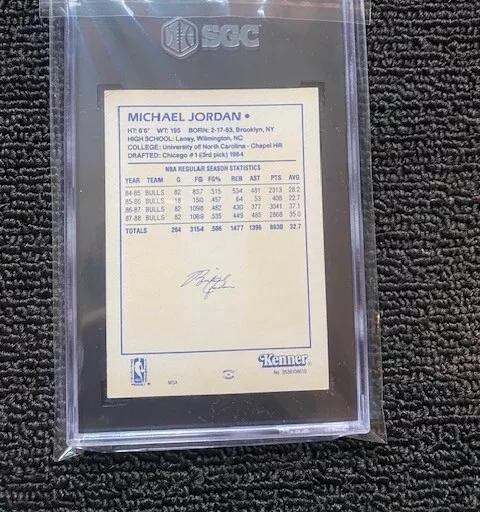 SGC
MICHAEL JORDAN •
HT: 6'6" WT: 195 BORN: 2-17-63, Brooklyn, NY
HIGH SCHOOL: Laney, Wilmington, NC
COLLEGE: University of North Carolina - Chapel Hill
DRAFTED: Chicago #1 (3rd pick) 1984
NBA REGULAR SEASON STATISTICS
YEAR TEAM G FG FG% REB AST PTS AVG
84-85 BULLS 82 837 .515 534 481 2313 28.2
85-86 BULLS 18 150 .457 64 53 408 22.7
86-87 BULLS 82 1098 .482 430 377 3041 37.1
87-88 BULLS 82 1069 .535 449 485 2868 35.0
TOTALS 264 3154 1477 1396 8630 32.7
Kenner
NBA